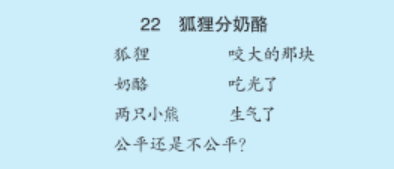 22 狐狸分奶酪
狐狸 咬大的那块
奶酪 吃光了
两只小熊 生气了
公平还是不公平?